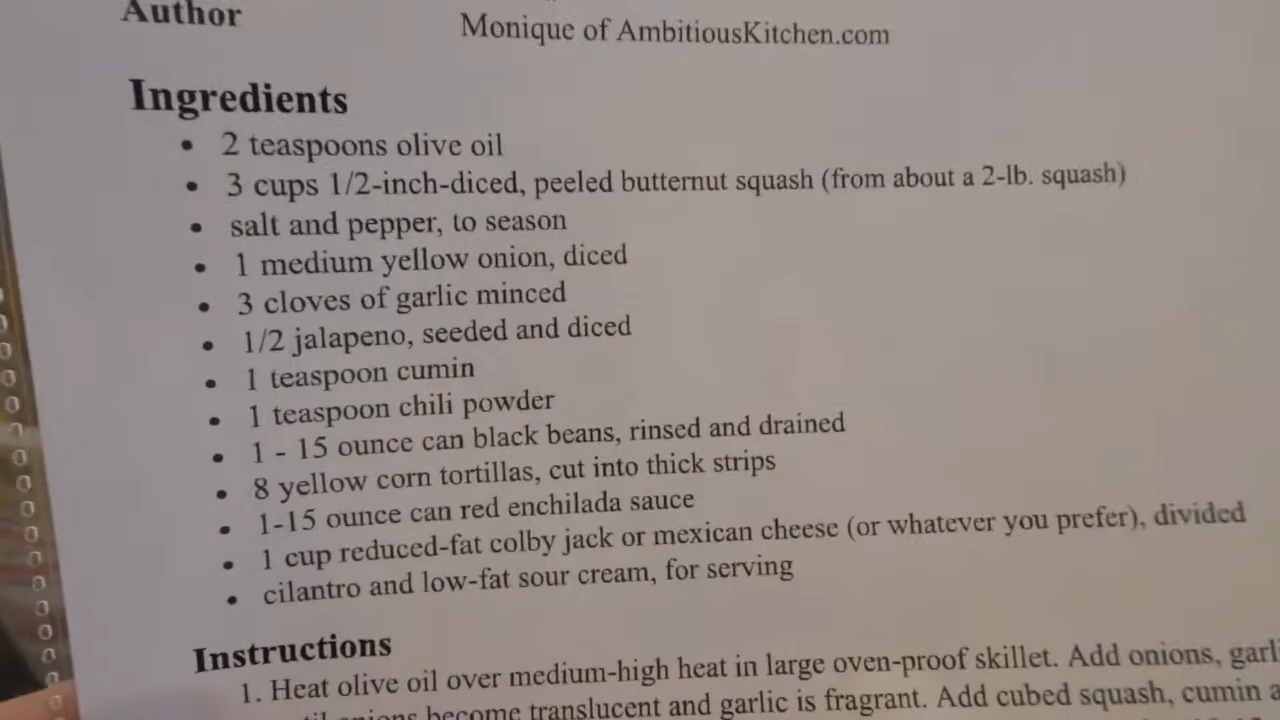 Author
Monique of AmbitiousKitchen.com
Ingredients
• 2 teaspoons olive oil
• 3 cups 1/2-inch-diced, peeled butternut squash (from about a 2-lb. squash)
• salt and pepper, to season
• 1 medium yellow onion, diced
• 3 cloves of garlic minced
• 1/2 jalapeno, seeded and diced
• 1 teaspoon cumin
• 1 teaspoon chili powder
• 1 - 15 ounce can black beans, rinsed and drained
• 8 yellow corn tortillas, cut into thick strips
• 1-15 ounce can red enchilada sauce
• 1 cup reduced-fat colby jack or mexican cheese (or whatever you prefer), divided
• cilantro and low-fat sour cream, for serving
Instructions
1. Heat olive oil over medium-high heat in large oven-proof skillet. Add onions,
onions become translucent and garlic is fragrant. Add cubed squash, cumin